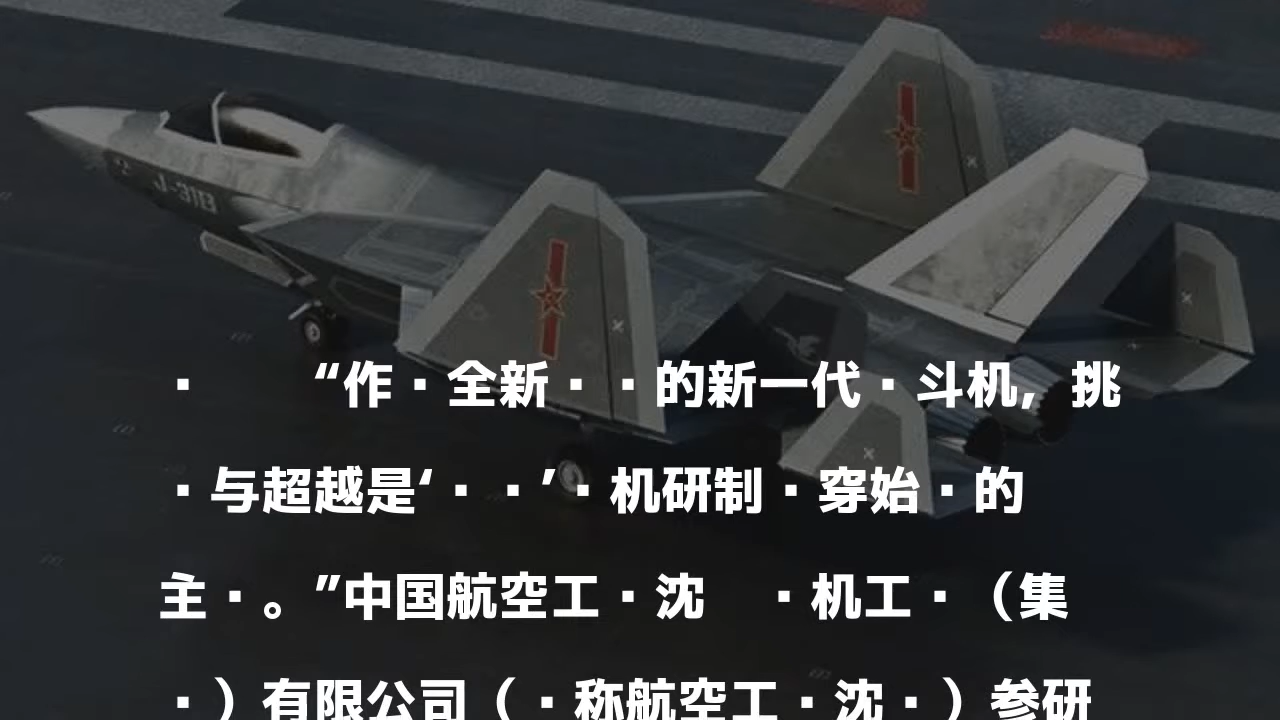 J-31B
▪ “作▪全新▪▪的新一代▪斗机，挑
▪与超越是‘▪▪’▪机研制▪穿始▪的
主▪。”中国航空工▪沈 ▪机工▪（集
▪）有限公司（▪称航空工▪沈▪）参研